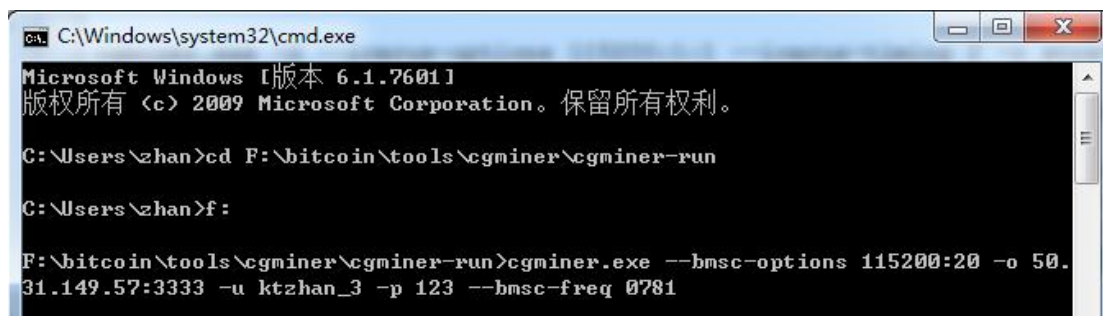 C:\Windows\system32\cmd.exe
Microsoft Windows [版本 6.1.7601]
版权所有 (c) 2009 Microsoft Corporation。保留所有权利。
C:\Users\zhan>cd F:\bitcoin\tools\cgminer\cgminer-run
C:\Users\zhan>f:
F:\bitcoin\tools\cgminer\cgminer-run>cgminer.exe --bmsc-options 115200:20 -o 50.
31.149.57:3333 -u ktzhan_3 -p 123 --bmsc-freq 0781